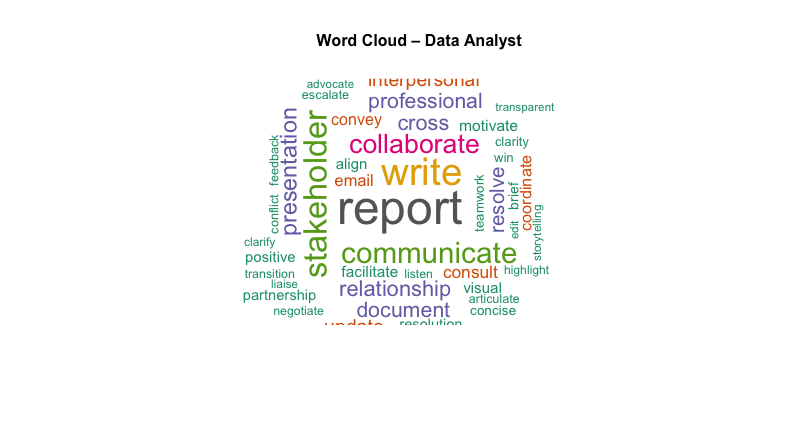 Word Cloud – Data Analyst
advocate
interpersonal
escalate
professional
transparent
convey
cross
motivate
presentation
stakeholder
collaborate
clarity
feedback
align
write
win
email
report
teamwork
resolve
brief
coordinate
conflict
edit
storytelling
clarify
communicate
positive
transition
facilitate
listen
consult
highlight
liaise
relationship
visual
partnership
articulate
negotiate
document
concise
update
resolution